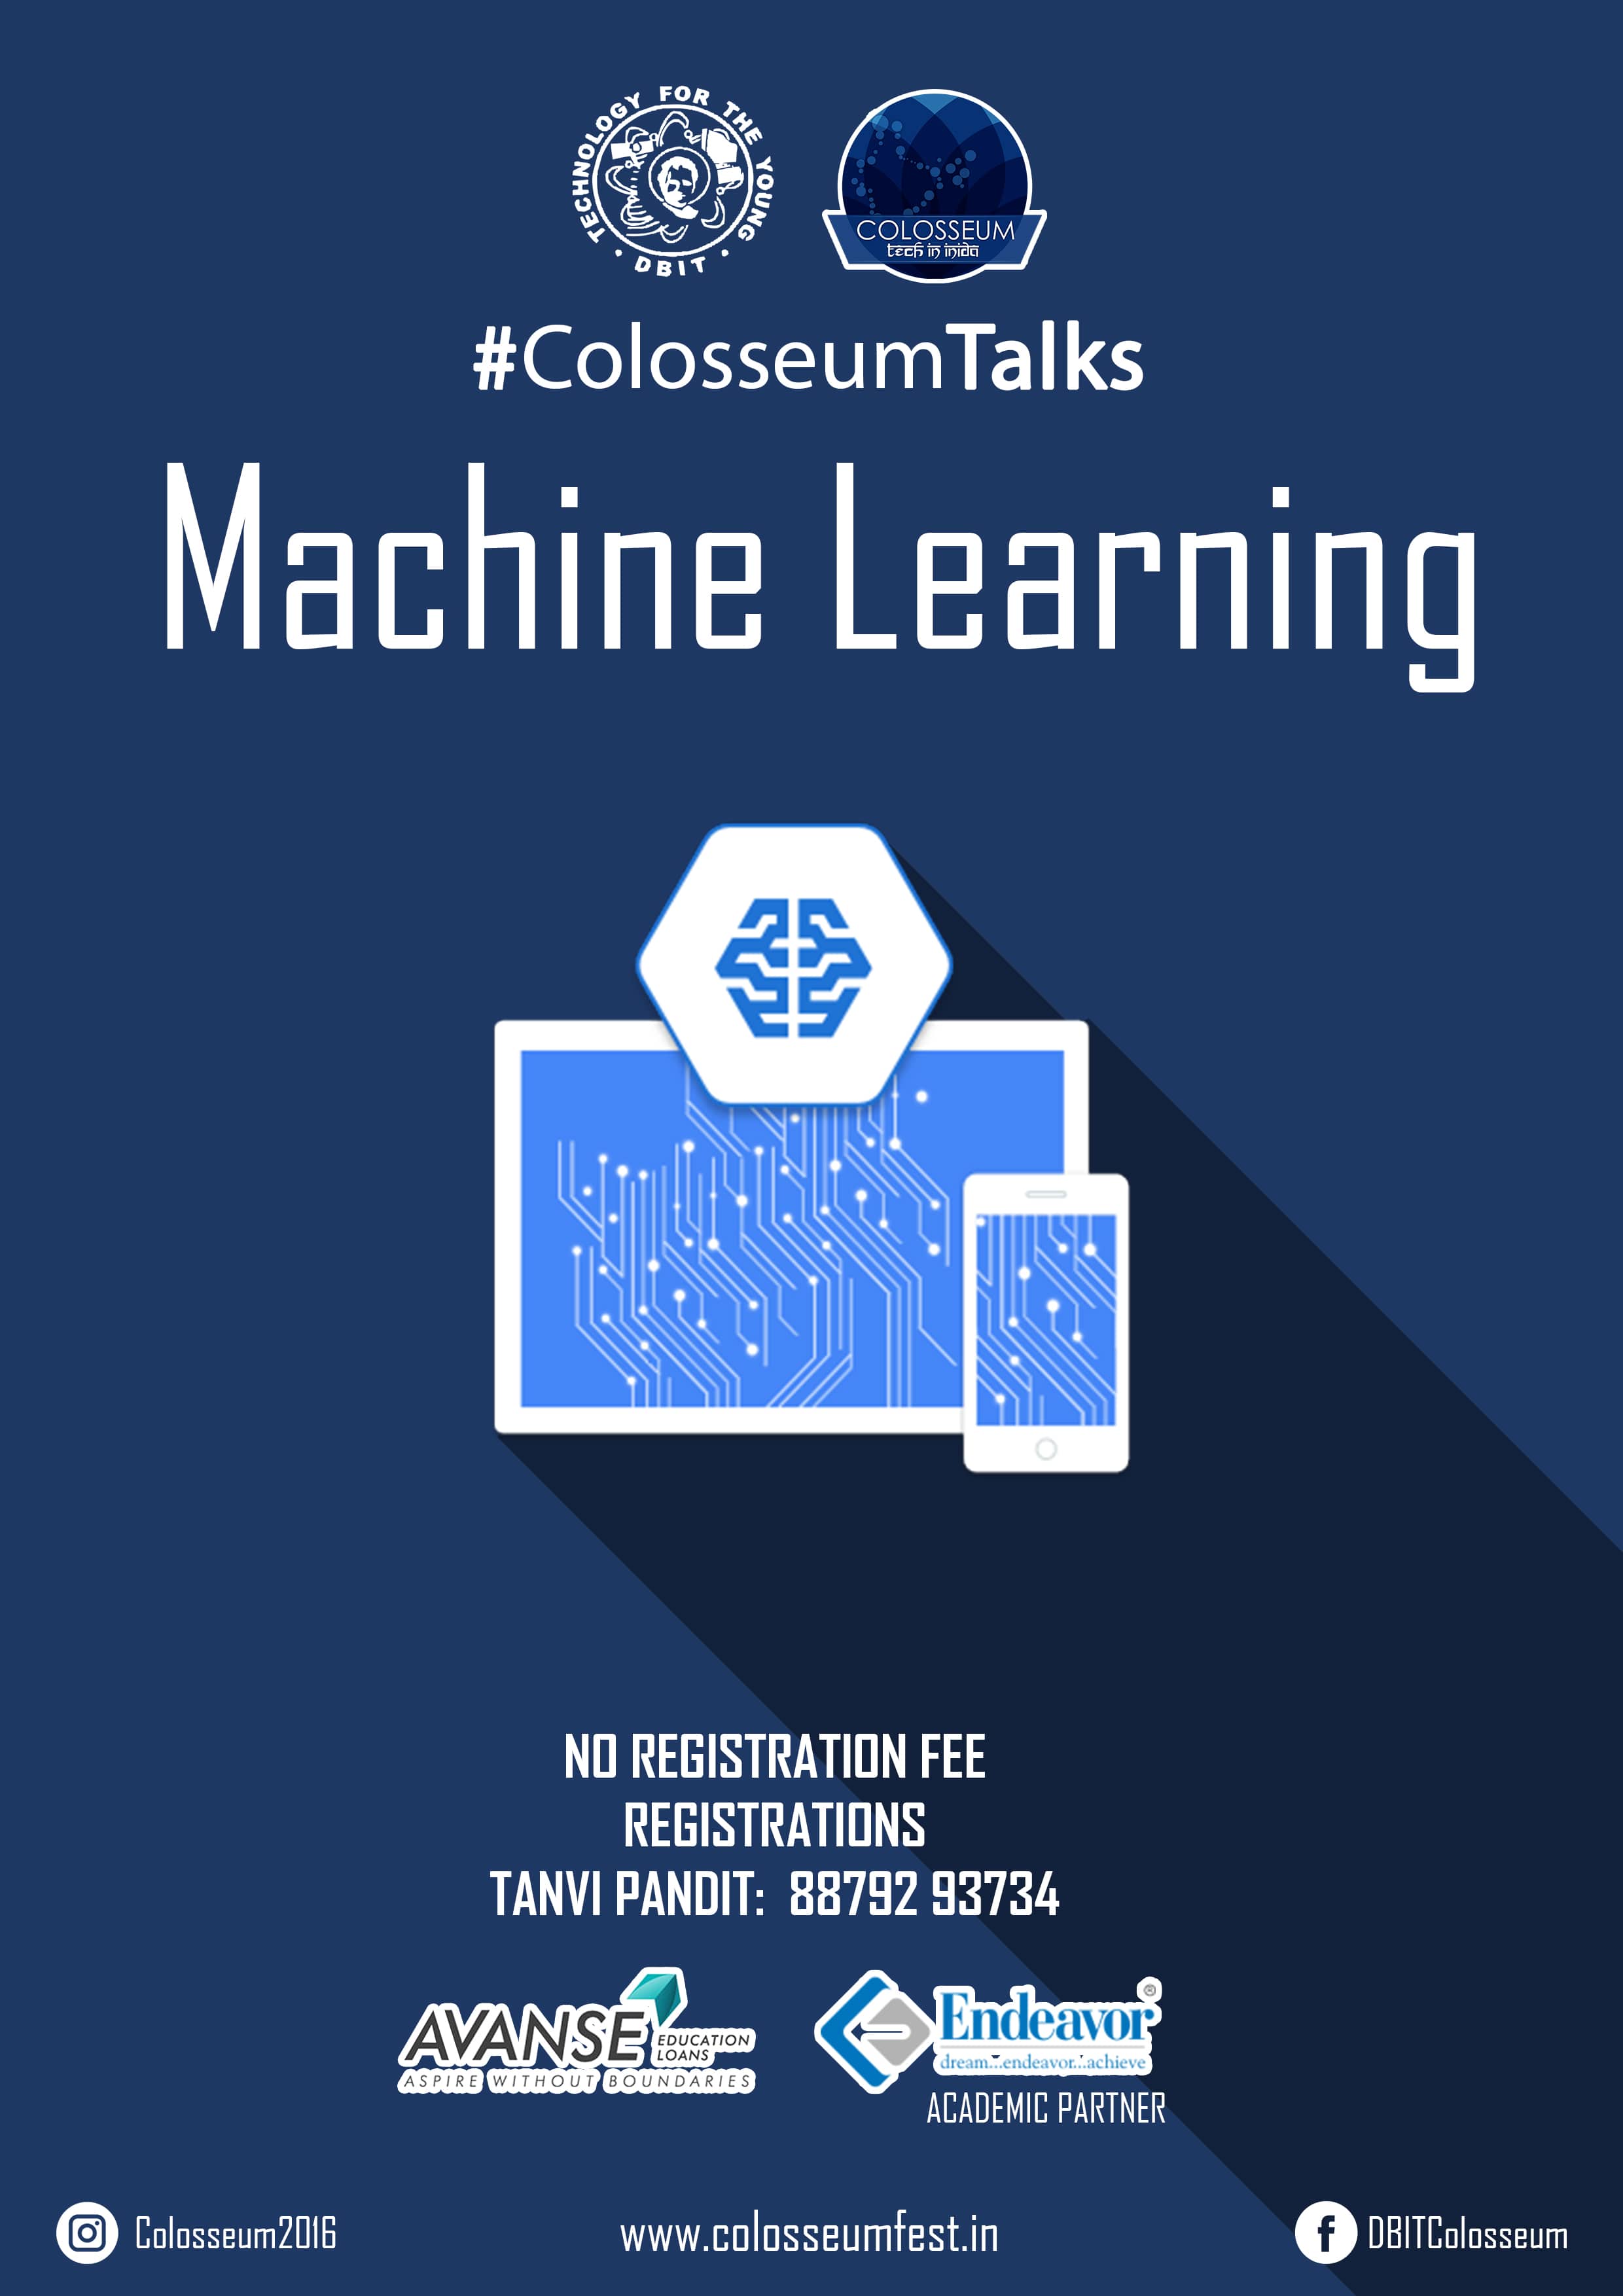 TECHNOLOGY FOR THE YOUNG
• DBIT •
COLOSSEUM
tech in inida
#ColosseumTalks
Machine Learning
NO REGISTRATION FEE
REGISTRATIONS
TANVI PANDIT: 88792 93734
AVANSE EDUCATION LOANS
ASPIRE WITHOUT BOUNDARIES
Endeavor®
dream...endeavor...achieve
ACADEMIC PARTNER
Colosseum2016
www.colosseumfest.in
DBITColosseum